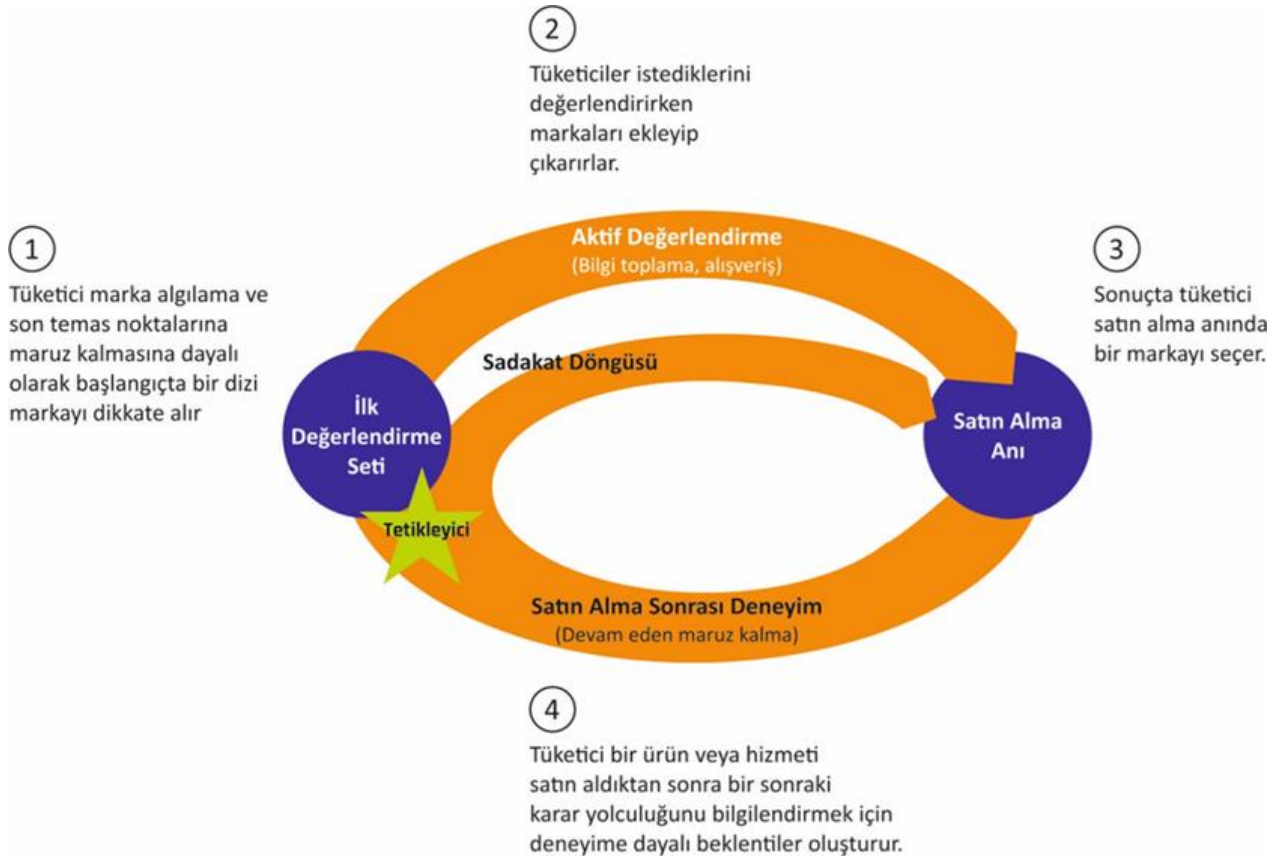 2
Tüketiciler istediklerini
değerlendirirken
markaları ekleyip
çıkarırlar.
1
Tüketici marka algılama ve
son temas noktalarına
maruz kalmasına dayalı
olarak başlangıçta bir dizi
markayı dikkate alır
Aktif Değerlendirme
(Bilgi toplama, alışveriş)
3
Sonuçta tüketici
satın alma anında
bir markayı seçer.
Sadakat Döngüsü
İlk
Değerlendirme
Seti
Satın Alma
Anı
Tetikleyici
Satın Alma Sonrası Deneyim
(Devam eden maruz kalma)
4
Tüketici bir ürün veya hizmeti
satın aldıktan sonra bir sonraki
karar yolculuğunu bilgilendirmek için
deneyime dayalı beklentiler oluşturur.